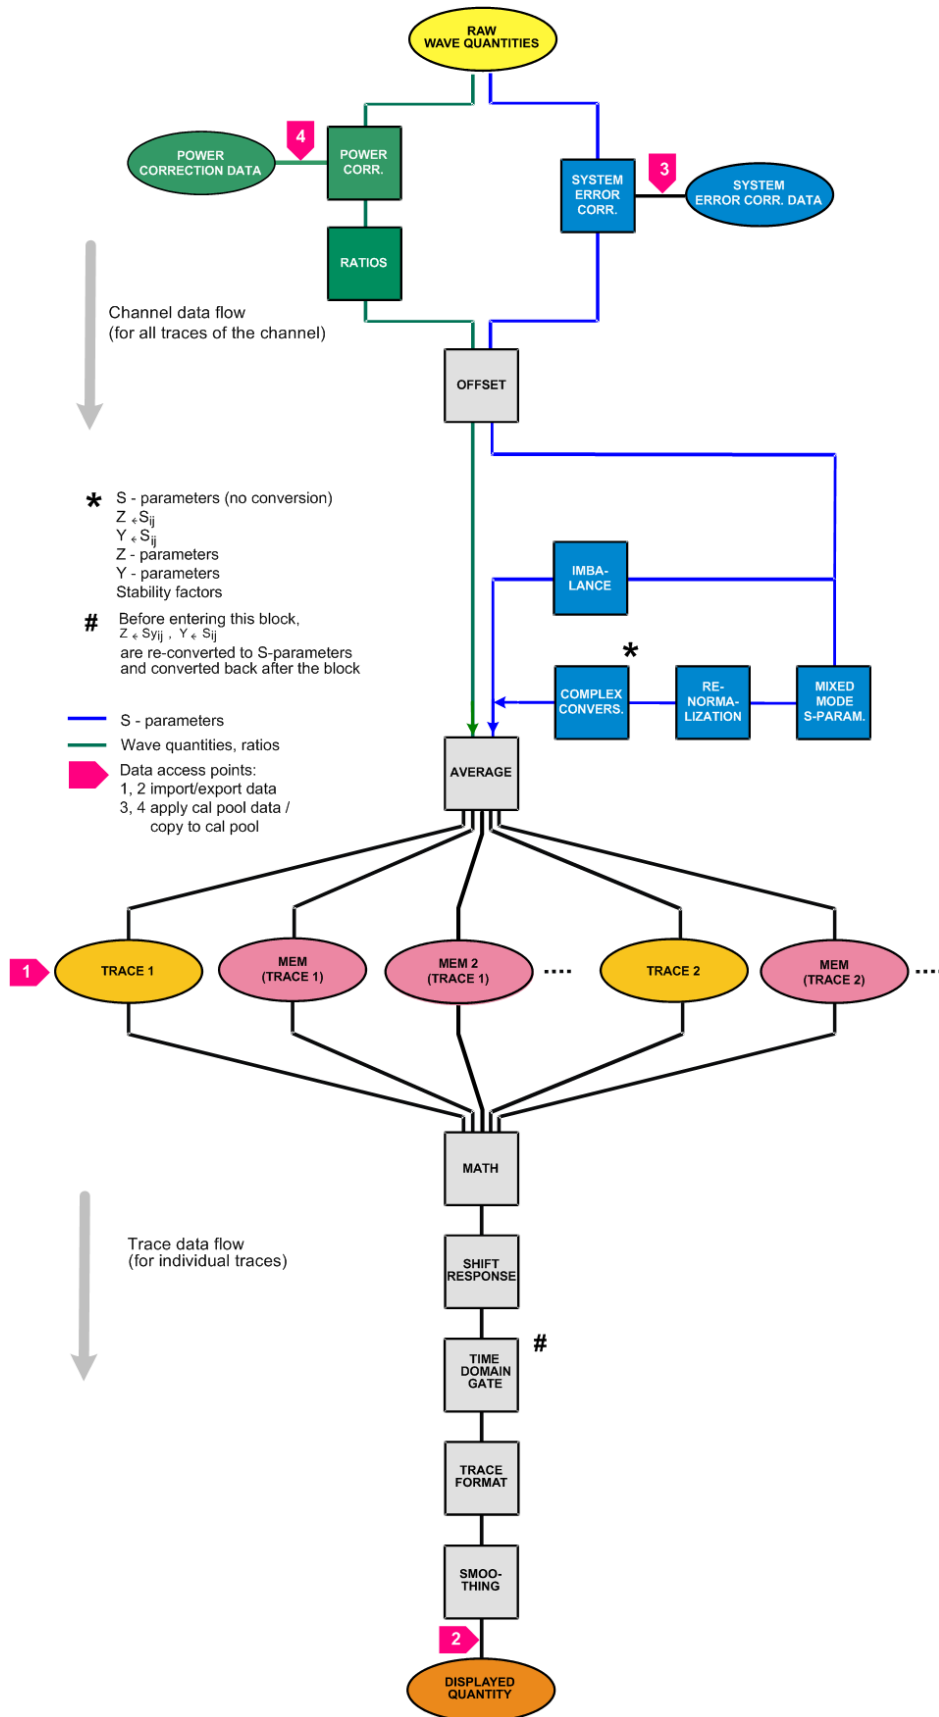 RAW
WAVE QUANTITIES
4
POWER
CORRECTION DATA
POWER
CORR.
3
SYSTEM
ERROR
CORR.
SYSTEM
ERROR CORR. DATA
RATIOS
Channel data flow
(for all traces of the channel)
OFFSET
* S - parameters (no conversion)
Z ← Sij
Y ← Sij
Z - parameters
Y - parameters
Stability factors
# Before entering this block,
Z ← Syij , Y ← Sij
are re-converted to S-parameters
and converted back after the block
IMBA-
LANCE
*
COMPLEX
CONVERS.
RE-
NORMA-
LIZATION
MIXED
MODE
S-PARAM.
S - parameters
Wave quantities, ratios
Data access points:
1, 2 import/export data
3, 4 apply cal pool data /
copy to cal pool
AVERAGE
1
TRACE 1
MEM
(TRACE 1)
MEM 2
(TRACE 1)
....
TRACE 2
MEM
(TRACE 2)
....
MATH
Trace data flow
(for individual traces)
SHIFT
RESPONSE
#
TIME
DOMAIN
GATE
TRACE
FORMAT
SMOO-
THING
2
DISPLAYED
QUANTITY